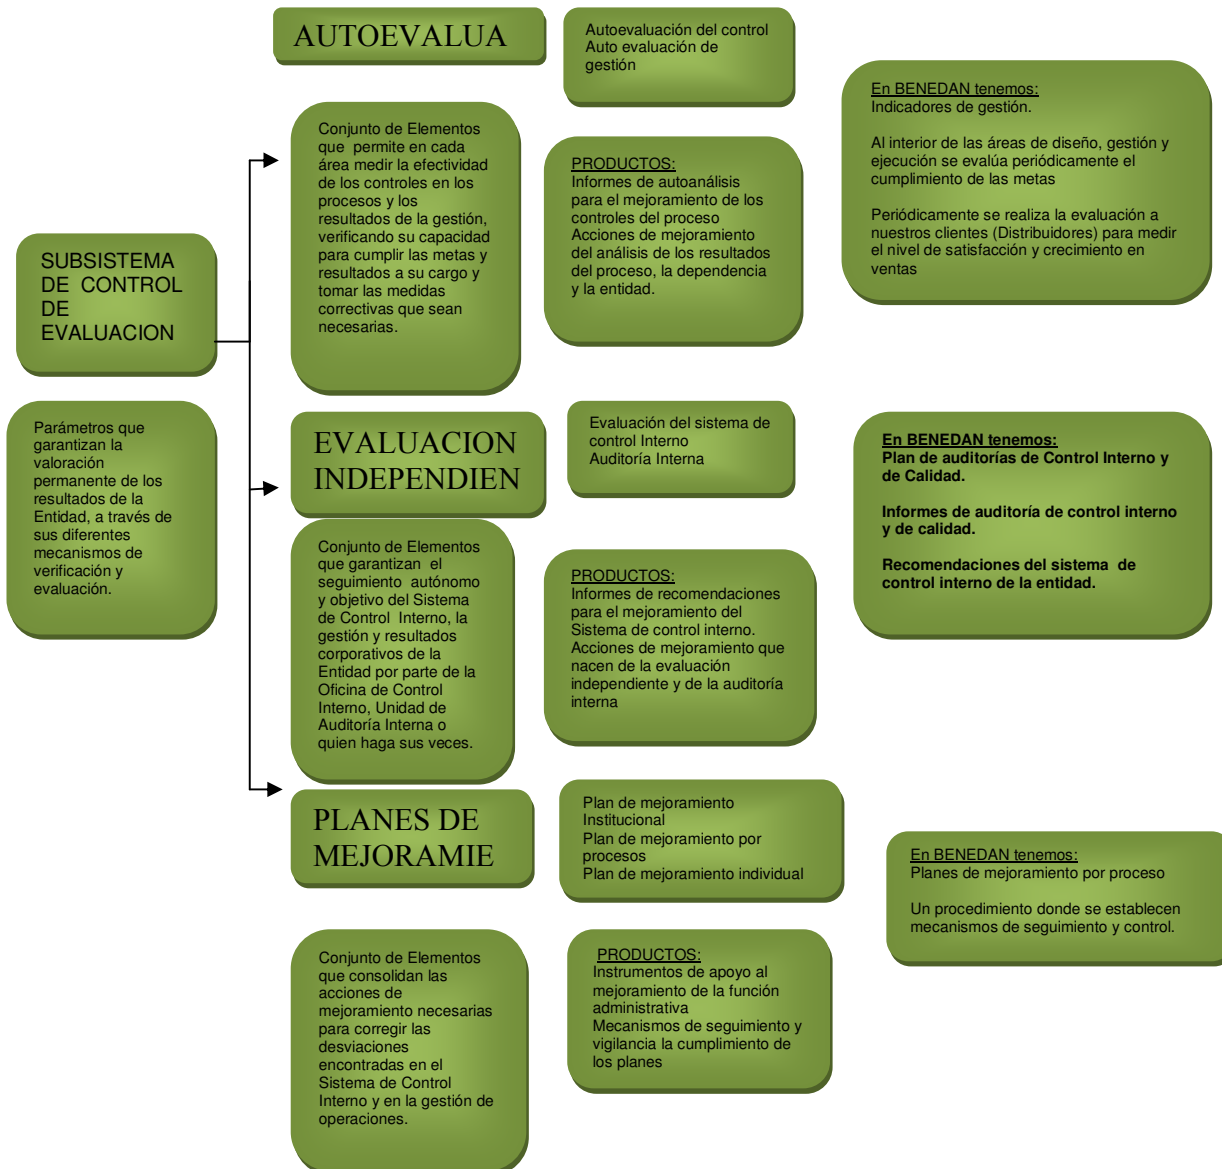 SUBSISTEMA
DE CONTROL
DE
EVALUACION
Parámetros que
garantizan la
valoración
permanente de los
resultados de la
Entidad, a través de
sus diferentes
mecanismos de
verificación y
evaluación.
AUTOEVALUA
Autoevaluación del control
Auto evaluación de
gestión
Conjunto de Elementos
que permite en cada
área medir la efectividad
de los controles en los
procesos y los
resultados de la gestión,
verificando su capacidad
para cumplir las metas y
resultados a su cargo y
tomar las medidas
correctivas que sean
necesarias.
PRODUCTOS:
Informes de autoanálisis
para el mejoramiento de los
controles del proceso
Acciones de mejoramiento
del análisis de los resultados
del proceso, la dependencia
y la entidad.
En BENEDAN tenemos:
Indicadores de gestión.
Al interior de las áreas de diseño, gestión y
ejecución se evalúa periódicamente el
cumplimiento de las metas
Periódicamente se realiza la evaluación a
nuestros clientes (Distribuidores) para medir
el nivel de satisfacción y crecimiento en
ventas
EVALUACION
INDEPENDIEN
Evaluación del sistema de
control Interno
Auditoría Interna
Conjunto de Elementos
que garantizan el
seguimiento autónomo
y objetivo del Sistema
de Control Interno, la
gestión y resultados
corporativos de la
Entidad por parte de la
Oficina de Control
Interno, Unidad de
Auditoría Interna o
quien haga sus veces.
PRODUCTOS:
Informes de recomendaciones
para el mejoramiento del
Sistema de control interno.
Acciones de mejoramiento que
nacen de la evaluación
independiente y de la auditoría
interna
En BENEDAN tenemos:
Plan de auditorías de Control Interno y
de Calidad.
Informes de auditoría de control interno
y de calidad.
Recomendaciones del sistema de
control interno de la entidad.
PLANES DE
MEJORAMIE
Plan de mejoramiento
Institucional
Plan de mejoramiento por
procesos
Plan de mejoramiento individual
Conjunto de Elementos
que consolidan las
acciones de
mejoramiento necesarias
para corregir las
desviaciones
encontradas en el
Sistema de Control
Interno y en la gestión de
operaciones.
PRODUCTOS:
Instrumentos de apoyo al
mejoramiento de la función
administrativa
Mecanismos de seguimiento y
vigilancia la cumplimiento de
los planes
En BENEDAN tenemos:
Planes de mejoramiento por proceso
Un procedimiento donde se establecen
mecanismos de seguimiento y control.